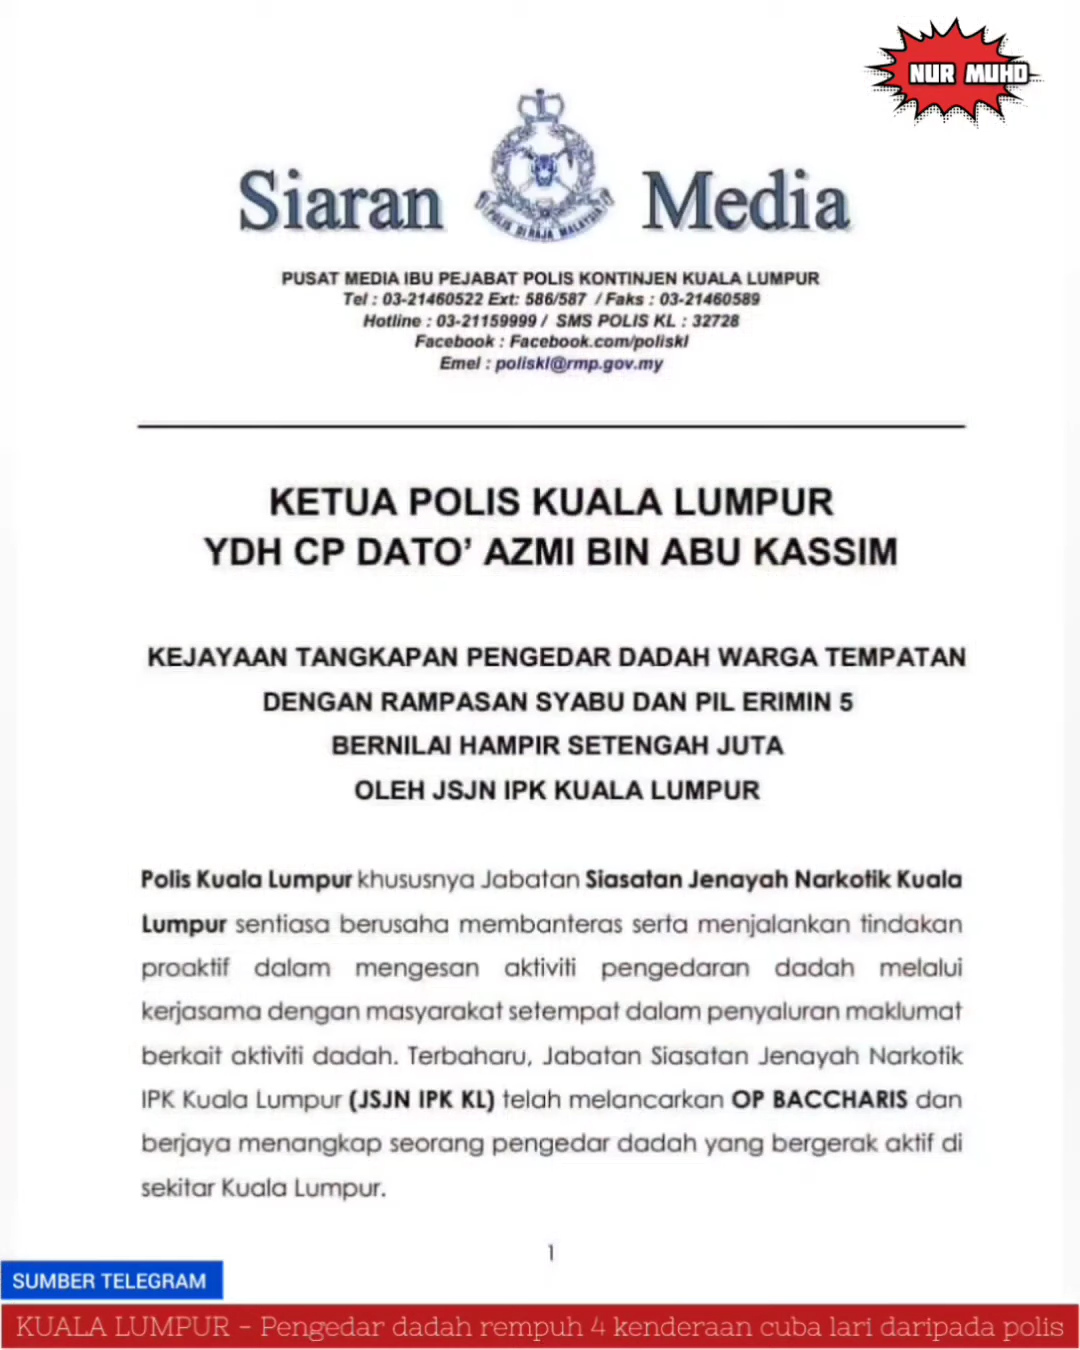 NUR MUHD
Siaran Media
POLIS DI RAJA MALAYSIA
PUSAT MEDIA IBU PEJABAT POLIS KONTINJEN KUALA LUMPUR
Tel : 03-21460522 Ext: 586/587 / Faks : 03-21460589
Hotline : 03-21159999 / SMS POLIS KL : 32728
Facebook : Facebook.com/poliskl
Emel : poliskl@rmp.gov.my
KETUA POLIS KUALA LUMPUR
YDH CP DATO’ AZMI BIN ABU KASSIM
KEJAYAAN TANGKAPAN PENGEDAR DADAH WARGA TEMPATAN
DENGAN RAMPASAN SYABU DAN PIL ERIMIN 5
BERNILAI HAMPIR SETENGAH JUTA
OLEH JSJN IPK KUALA LUMPUR
Polis Kuala Lumpur khususnya Jabatan Siasatan Jenayah Narkotik Kuala
Lumpur sentiasa berusaha membanteras serta menjalankan tindakan
proaktif dalam mengesan aktiviti pengedaran dadah melalui
kerjasama dengan masyarakat setempat dalam penyaluran maklumat
berkait aktiviti dadah. Terbaharu, Jabatan Siasatan Jenayah Narkotik
IPK Kuala Lumpur (JSJN IPK KL) telah melancarkan OP BACCHARIS dan
berjaya menangkap seorang pengedar dadah yang bergerak aktif di
sekitar Kuala Lumpur.
1
SUMBER TELEGRAM
KUALA LUMPUR - Pengedar dadah rempuh 4 kenderaan cuba lari daripada polis